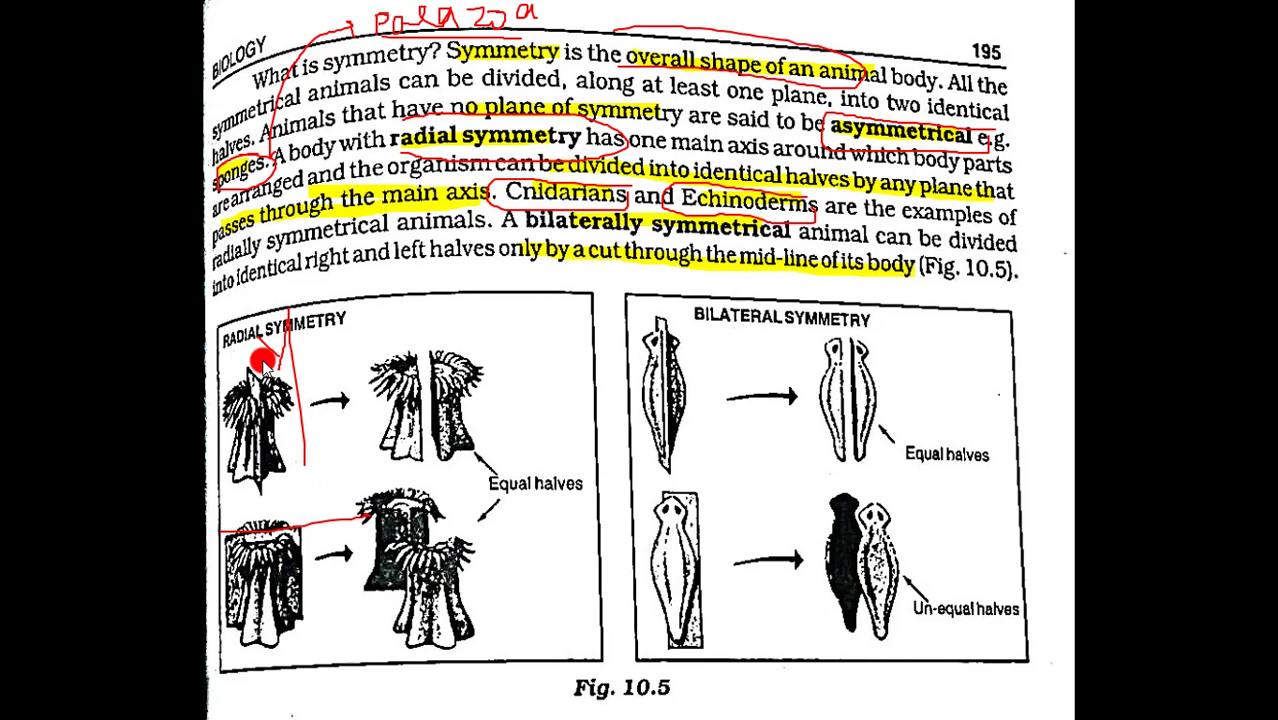 Palazoa
BIOLOGY
195
What is symmetry? Symmetry is the overall shape of an animal body. All the
symmetrical animals can be divided, along at least one plane, into two identical
halves. Animals that have no plane of symmetry are said to be asymmetrical e.g.
sponges. A body with radial symmetry has one main axis around which body parts
are arranged and the organism can be divided into identical halves by any plane that
passes through the main axis. Cnidarians and Echinoderms are the examples of
radially symmetrical animals. A bilaterally symmetrical animal can be divided
into identical right and left halves only by a cut through the mid-line of its body (Fig. 10.5).
RADIAL SYMMETRY
Equal halves
BILATERAL SYMMETRY
Equal halves
Un-equal halves
Fig. 10.5